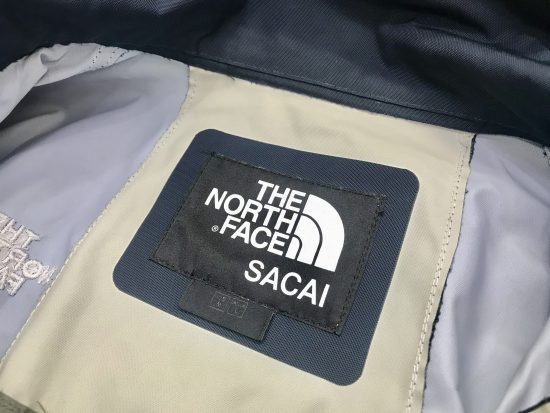 THE
NORTH
® FACE
SACAI